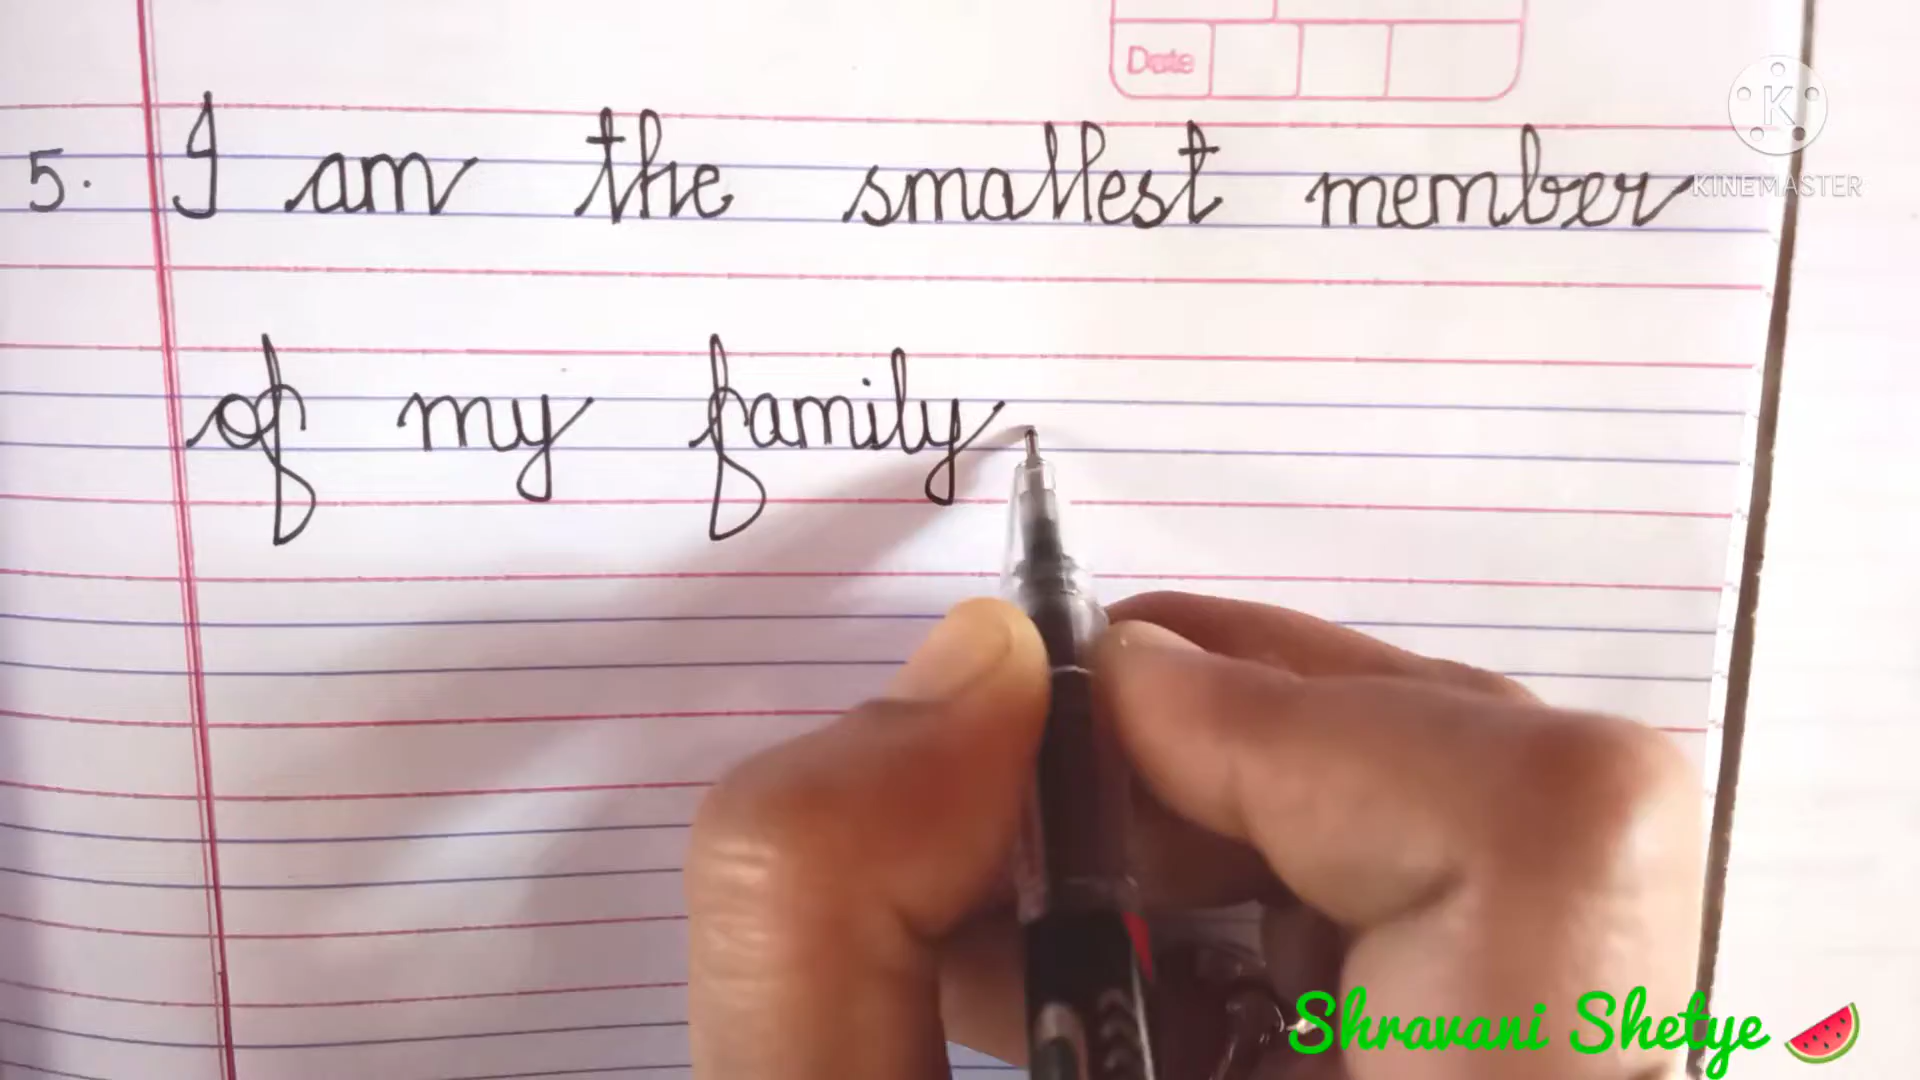 Date
K
KINEMASTER
5. I am the smallest member
of my family
Shravani Shetye